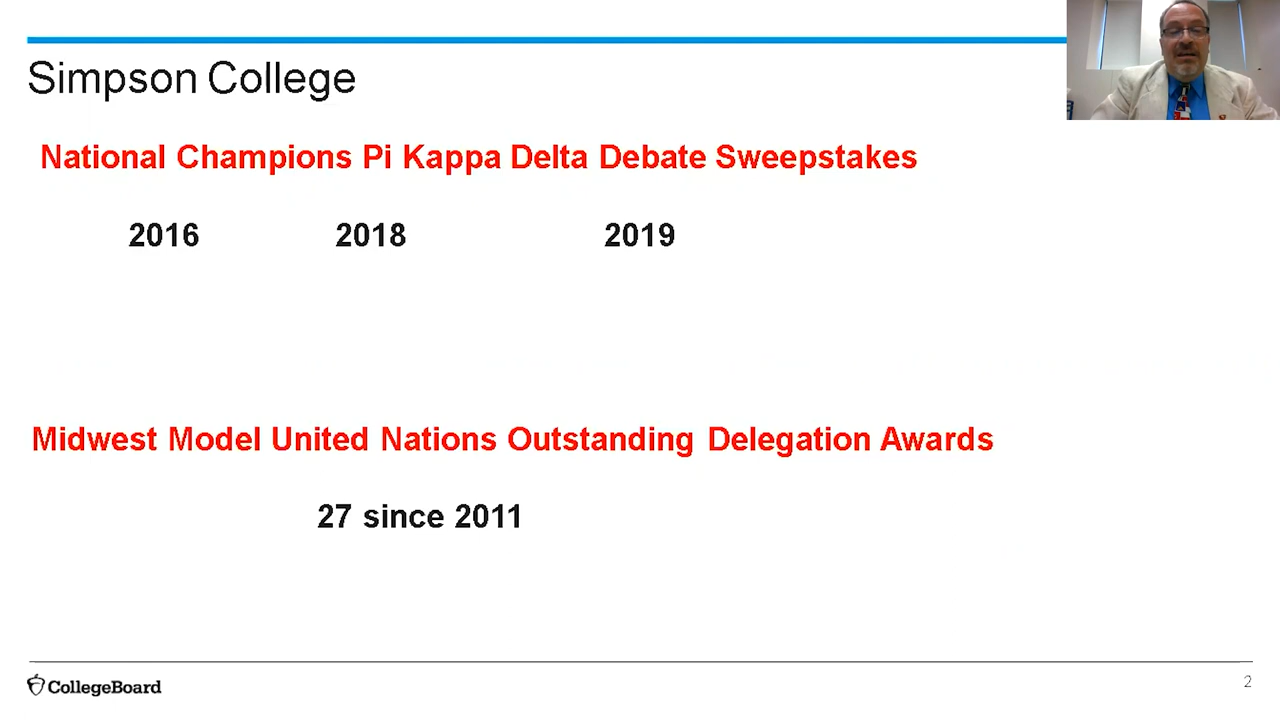 Simpson College
National Champions Pi Kappa Delta Debate Sweepstakes
2016 2018 2019
Midwest Model United Nations Outstanding Delegation Awards
27 since 2011
CollegeBoard
2